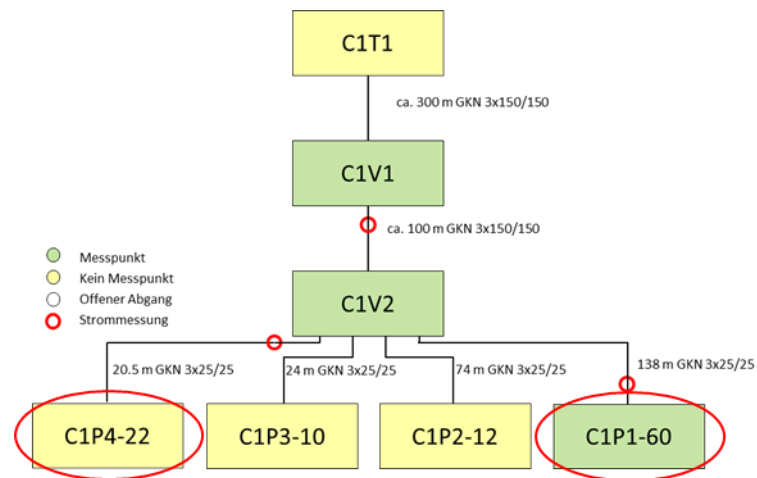 C1T1
ca. 300 m GKN 3x150/150
C1V1
ca. 100 m GKN 3x150/150
Messpunkt
Kein Messpunkt
Offener Abgang
Strommessung
C1V2
20.5 m GKN 3x25/25
24 m GKN 3x25/25
74 m GKN 3x25/25
138 m GKN 3x25/25
C1P4-22
C1P3-10
C1P2-12
C1P1-60